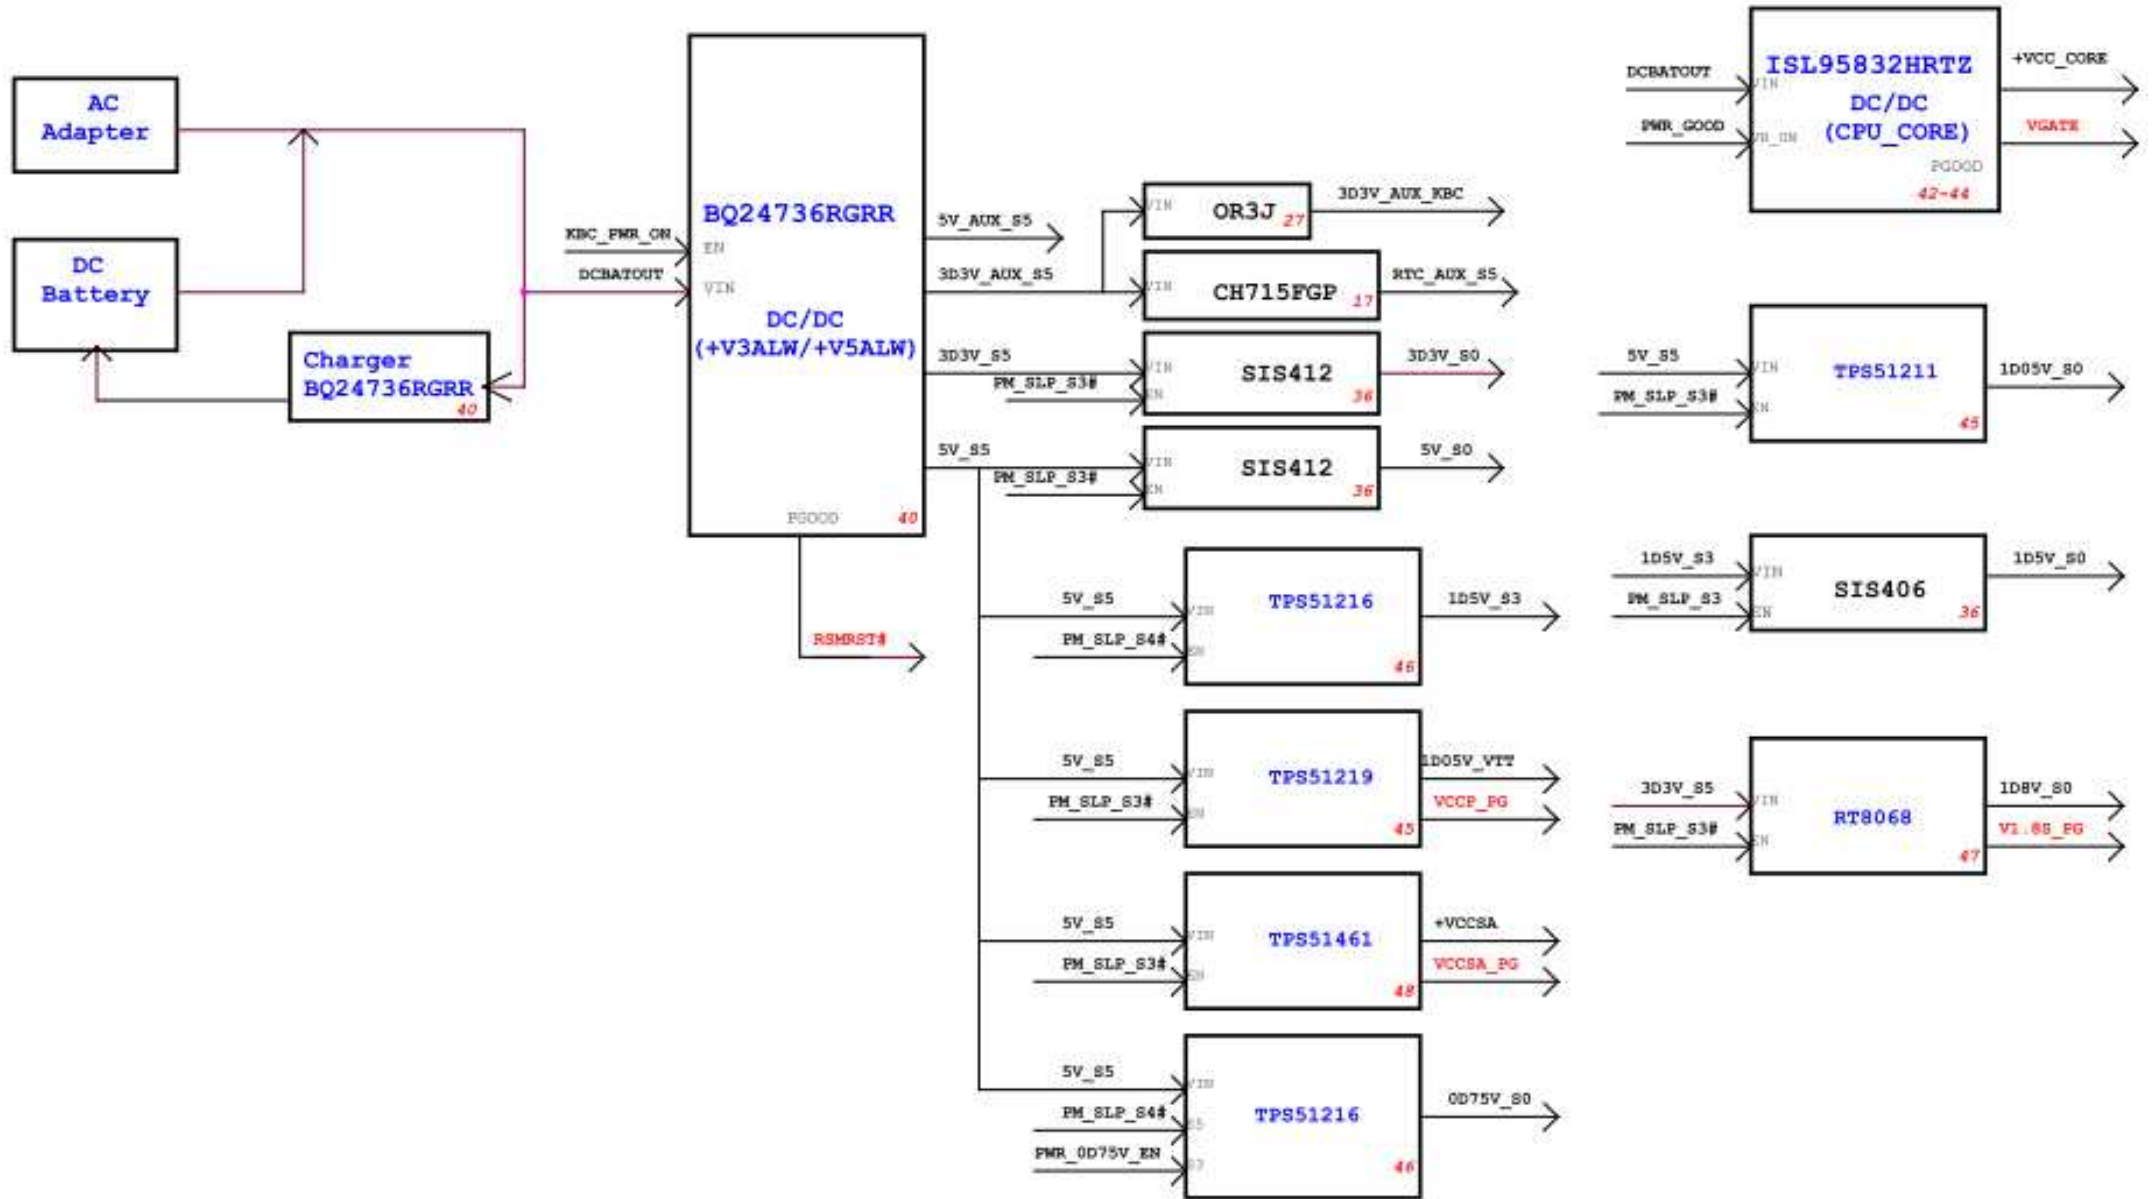 AC
Adapter
DC
Battery
Charger
BQ24736RGRR
40
KBC_PWR_ON
DCBATOUT
BQ24736RGRR
EN
VIN
DC/DC
(+V3ALW/+V5ALW)
PGOOD
40
RSMRST#
5V_AUX_S5
3D3V_AUX_S5
3D3V_S5
5V_S5
VIN
OR3J
27
3D3V_AUX_KBC
VIN
CH715FGP
17
RTC_AUX_S5
PM_SLP_S3#
VIN
EN
SIS412
36
3D3V_S0
PM_SLP_S3#
VIN
EN
SIS412
36
5V_S0
5V_S5
PM_SLP_S4#
VIN
EN
TPS51216
46
1D5V_S3
5V_S5
PM_SLP_S3#
VIN
EN
TPS51219
45
1D05V_VTT
VCCP_PG
5V_S5
PM_SLP_S3#
VIN
EN
TPS51461
48
+VCCSA
VCCSA_PG
5V_S5
PM_SLP_S4#
PWR_0D75V_EN
VIN
S5
S3
TPS51216
46
0D75V_S0
DCBATOUT
PWR_GOOD
VIN
VR_ON
ISL95832HRTZ
DC/DC
(CPU_CORE)
PGOOD
42-44
+VCC_CORE
VGATE
5V_S5
PM_SLP_S3#
VIN
EN
TPS51211
45
1D05V_S0
1D5V_S3
PM_SLP_S3
VIN
EN
SIS406
36
1D5V_S0
3D3V_S5
PM_SLP_S3#
VIN
EN
RT8068
47
1D8V_S0
V1.8S_PG